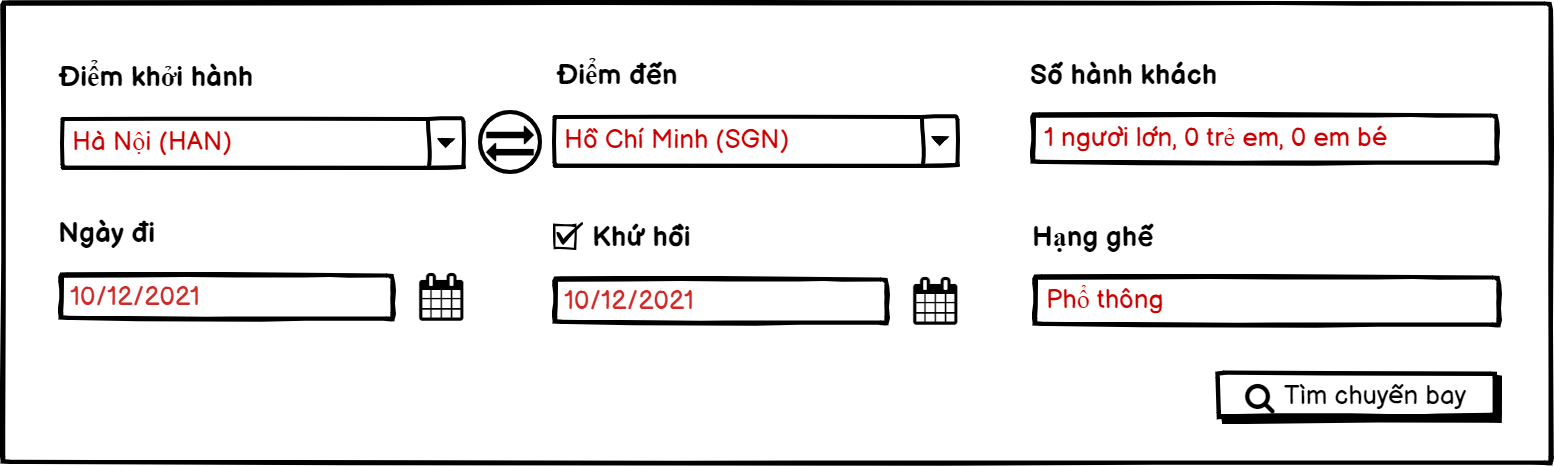 Điểm khởi hành
Điểm đến
Số hành khách
Hà Nội (HAN)
Hồ Chí Minh (SGN)
1 người lớn, 0 trẻ em, 0 em bé
Ngày đi
Khứ hồi
Hạng ghế
10/12/2021
10/12/2021
Phổ thông
Tìm chuyến bay